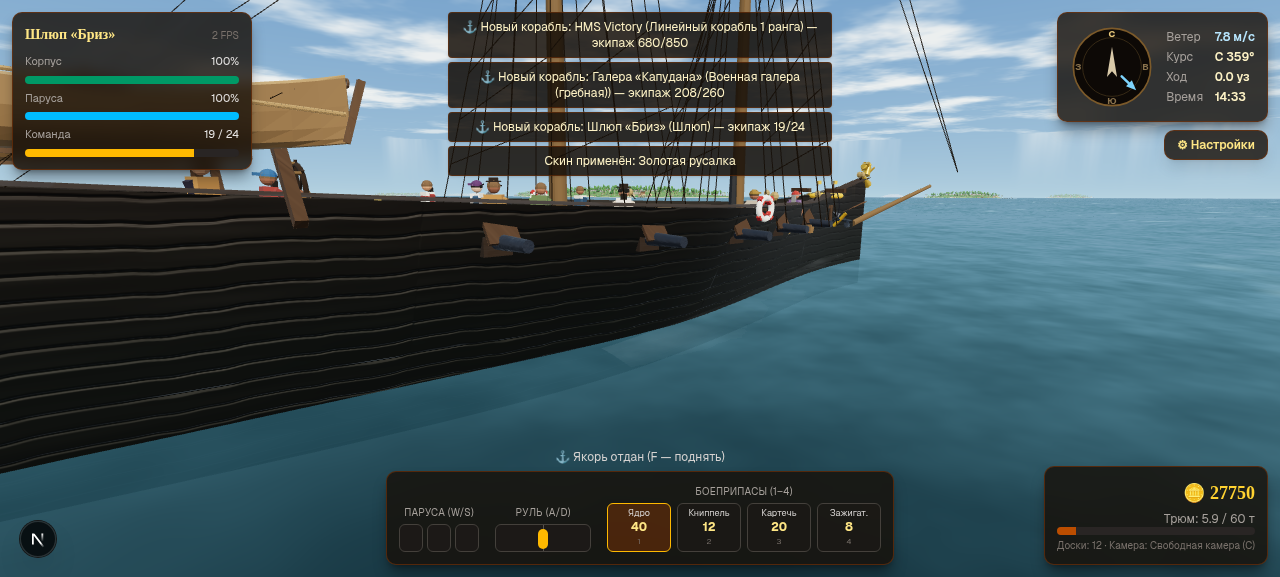 Шлюп «Бриз»
2 FPS
Корпус 100%
Паруса 100%
Команда 19 / 24
⚓ Новый корабль: HMS Victory (Линейный корабль 1 ранга) —
экипаж 680/850
⚓ Новый корабль: Галера «Капудана» (Военная галера
(гребная)) — экипаж 208/260
⚓ Новый корабль: Шлюп «Бриз» (Шлюп) — экипаж 19/24
Скин применён: Золотая русалка
С
З
В
Ю
Ветер 7.8 м/с
Курс С 359°
Ход 0.0 уз
Время 14:33
⚙ Настройки
⚓ Якорь отдан (F — поднять)
ПАРУСА (W/S)
РУЛЬ (A/D)
БОЕПРИПАСЫ (1–4)
Ядро
40
1
Книппель
12
2
Картечь
20
3
Зажигат.
8
4
🪙 27750
Трюм: 5.9 / 60 т
Доски: 12 · Камера: Свободная камера (C)
N